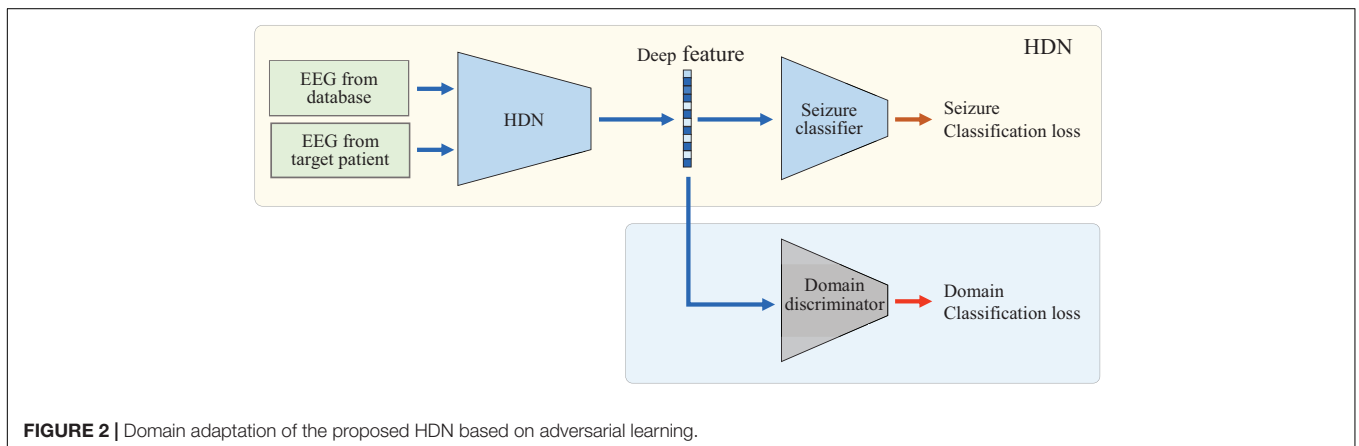 HDN
EEG from
database
EEG from
target patient
HDN
Deep feature
Seizure
classifier
Seizure
Classification loss
Domain
discriminator
Domain
Classification loss
FIGURE 2 | Domain adaptation of the proposed HDN based on adversarial learning.